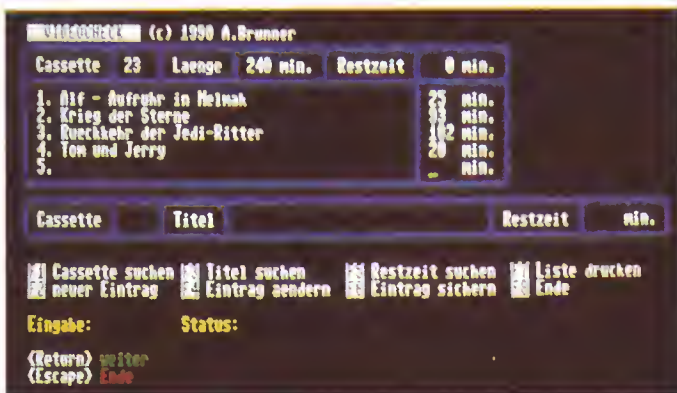 VIDEOCHECK (c) 1990 A.Brunner
Cassette 23 Laenge 240 min. Restzeit 0 min.
1. Alf - Aufruhr in Melmak 25 min.
2. Krieg der Sterne 93 min.
3. Rueckkehr der Jedi-Ritter 102 min.
4. Tom und Jerry 20 min.
5. _ min.
Cassette Titel Restzeit min.
Cassette suchen Titel suchen Restzeit suchen Liste drucken
neuer Eintrag Eintrag aendern Eintrag sichern Ende
Eingabe: Status:
<Return> weiter
<Escape> Ende